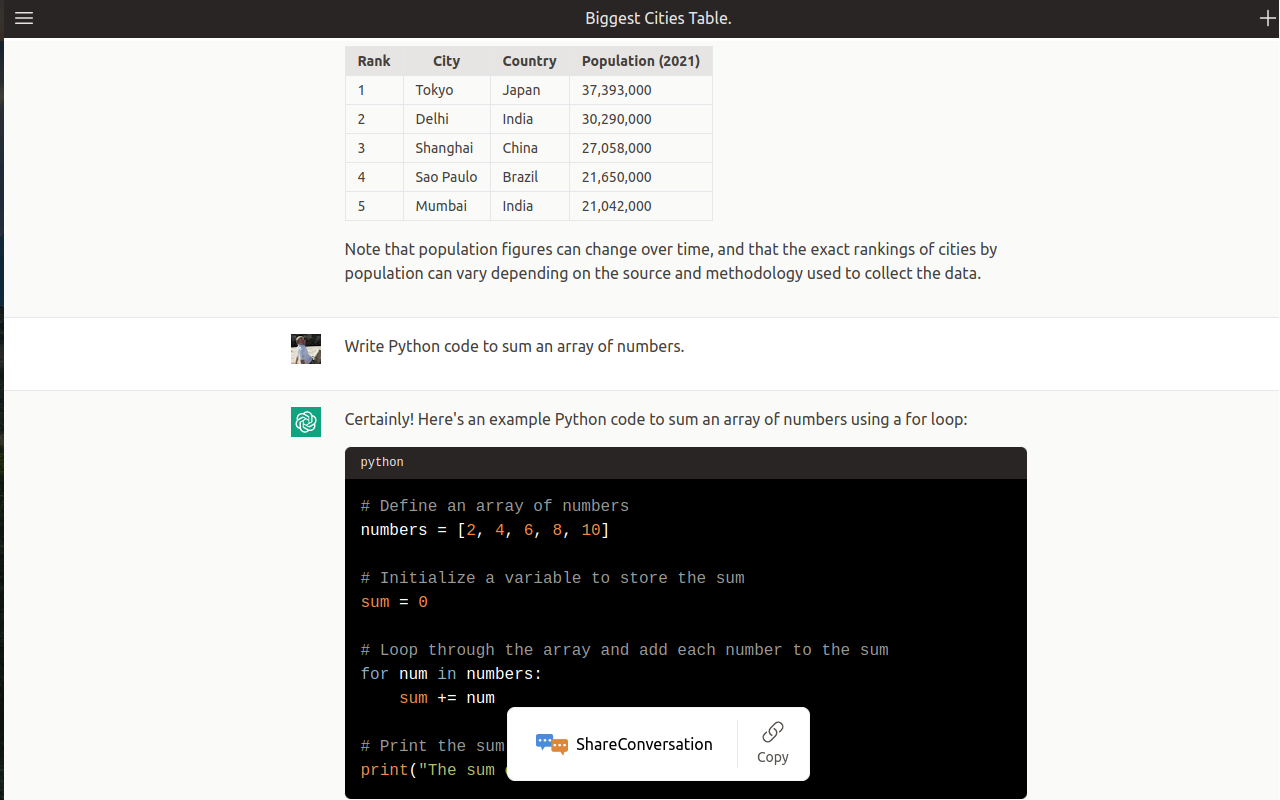 Biggest Cities Table.
Rank City Country Population (2021)
1 Tokyo Japan 37,393,000
2 Delhi India 30,290,000
3 Shanghai China 27,058,000
4 Sao Paulo Brazil 21,650,000
5 Mumbai India 21,042,000
Note that population figures can change over time, and that the exact rankings of cities by
population can vary depending on the source and methodology used to collect the data.
Write Python code to sum an array of numbers.
Certainly! Here's an example Python code to sum an array of numbers using a for loop:
python
# Define an array of numbers
numbers = [2, 4, 6, 8, 10]
# Initialize a variable to store the sum
sum = 0
# Loop through the array and add each number to the sum
for num in numbers:
    sum += num
# Print the sum
print("The sum
ShareConversation
Copy